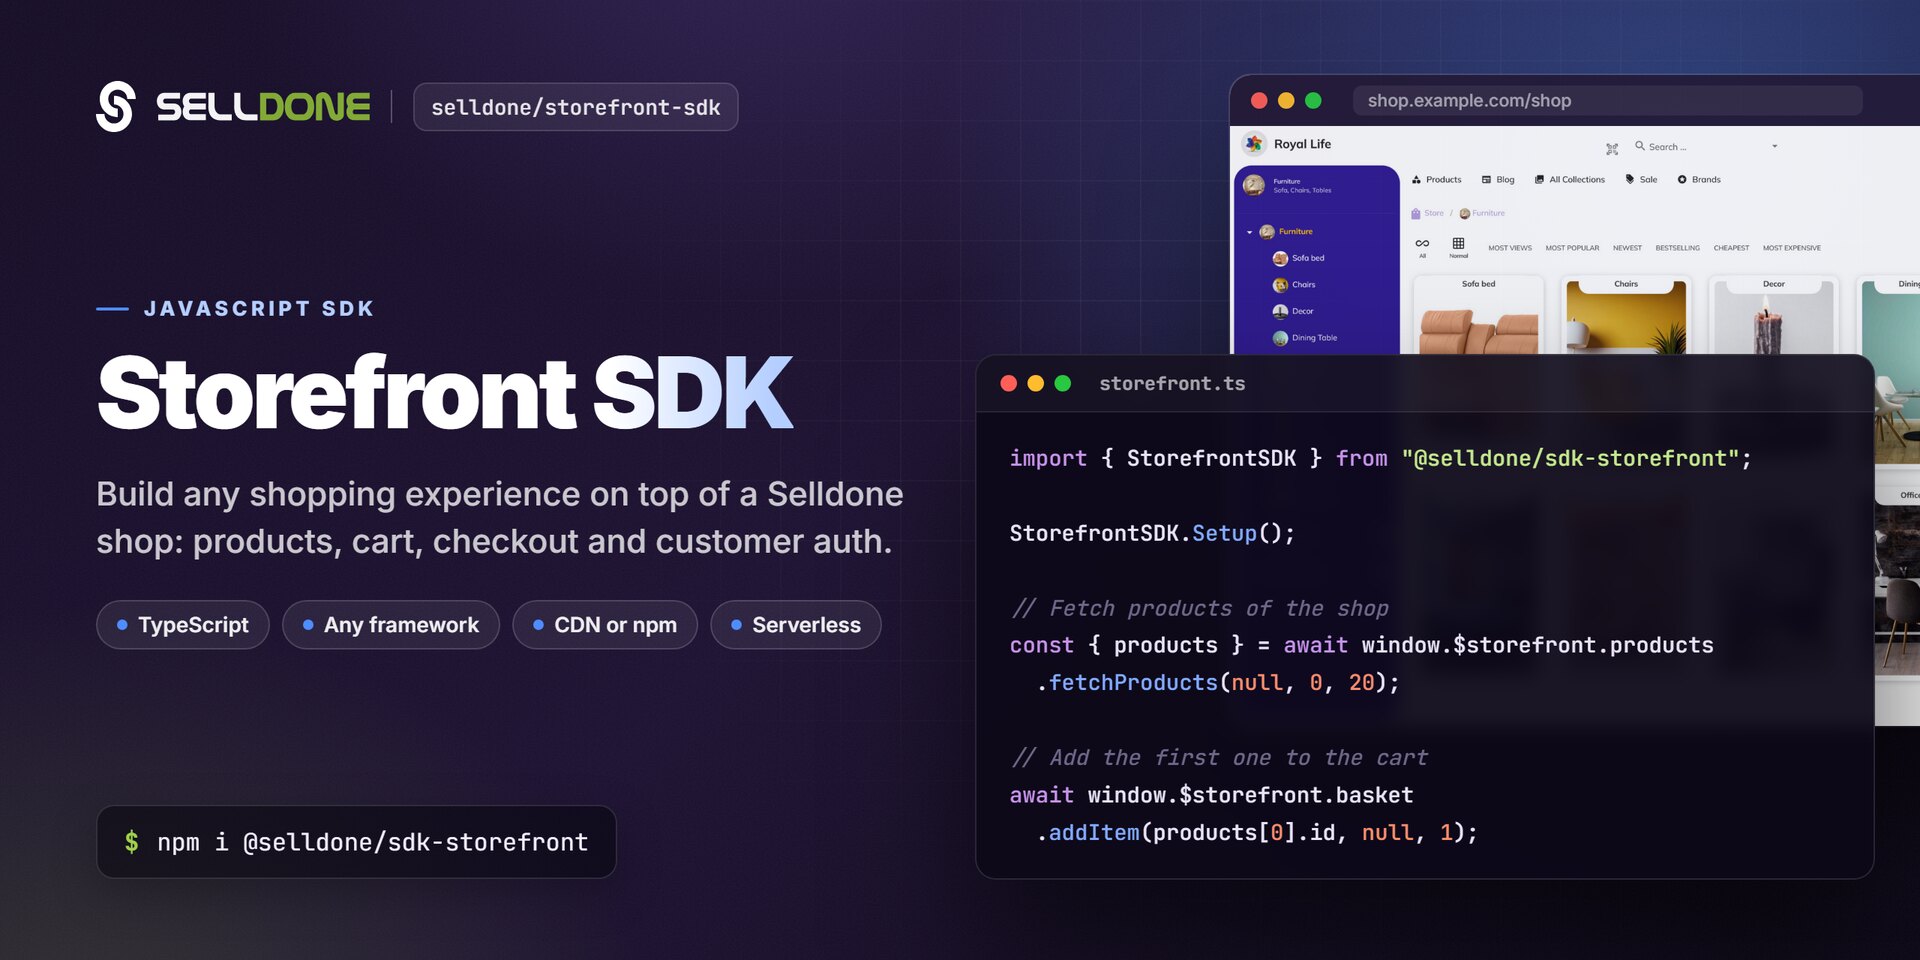 SELLDONE
selldone/storefront-sdk
JAVASCRIPT SDK
Storefront SDK
Build any shopping experience on top of a Selldone
shop: products, cart, checkout and customer auth.
TypeScript
Any framework
CDN or npm
Serverless
$ npm i @selldone/sdk-storefront
shop.example.com/shop
Royal Life
Search ...
Furniture
Sofa, Chairs, Tables
Products
Blog
All Collections
Sale
Brands
Store / Furniture
Furniture
Sofa bed
Chairs
Decor
Dining Table
All
Normal
MOST VIEWS
MOST POPULAR
NEWEST
BESTSELLING
CHEAPEST
MOST EXPENSIVE
Sofa bed
Chairs
Decor
Dining
Office
storefront.ts
import { StorefrontSDK } from "@selldone/sdk-storefront";
StorefrontSDK.Setup();
// Fetch products of the shop
const { products } = await window.$storefront.products
.fetchProducts(null, 0, 20);
// Add the first one to the cart
await window.$storefront.basket
.addItem(products[0].id, null, 1);